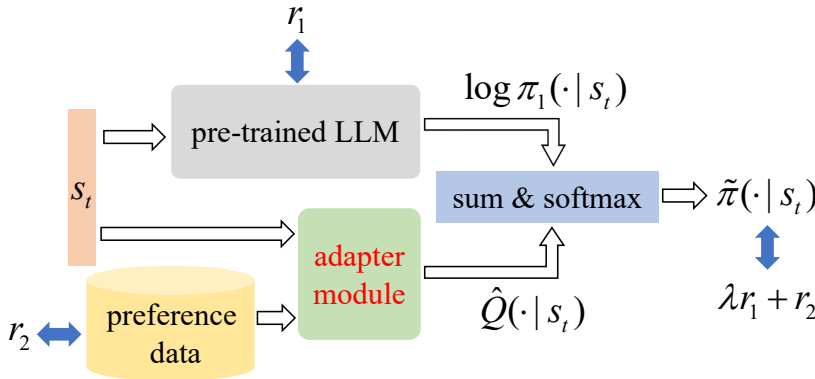 r₁
pre-trained LLM
log π₁(·|sₜ)
sₜ
sum & softmax
π̃(·|sₜ)
adapter
module
Q̂(·|sₜ)
λr₁ + r₂
r₂
preference
data